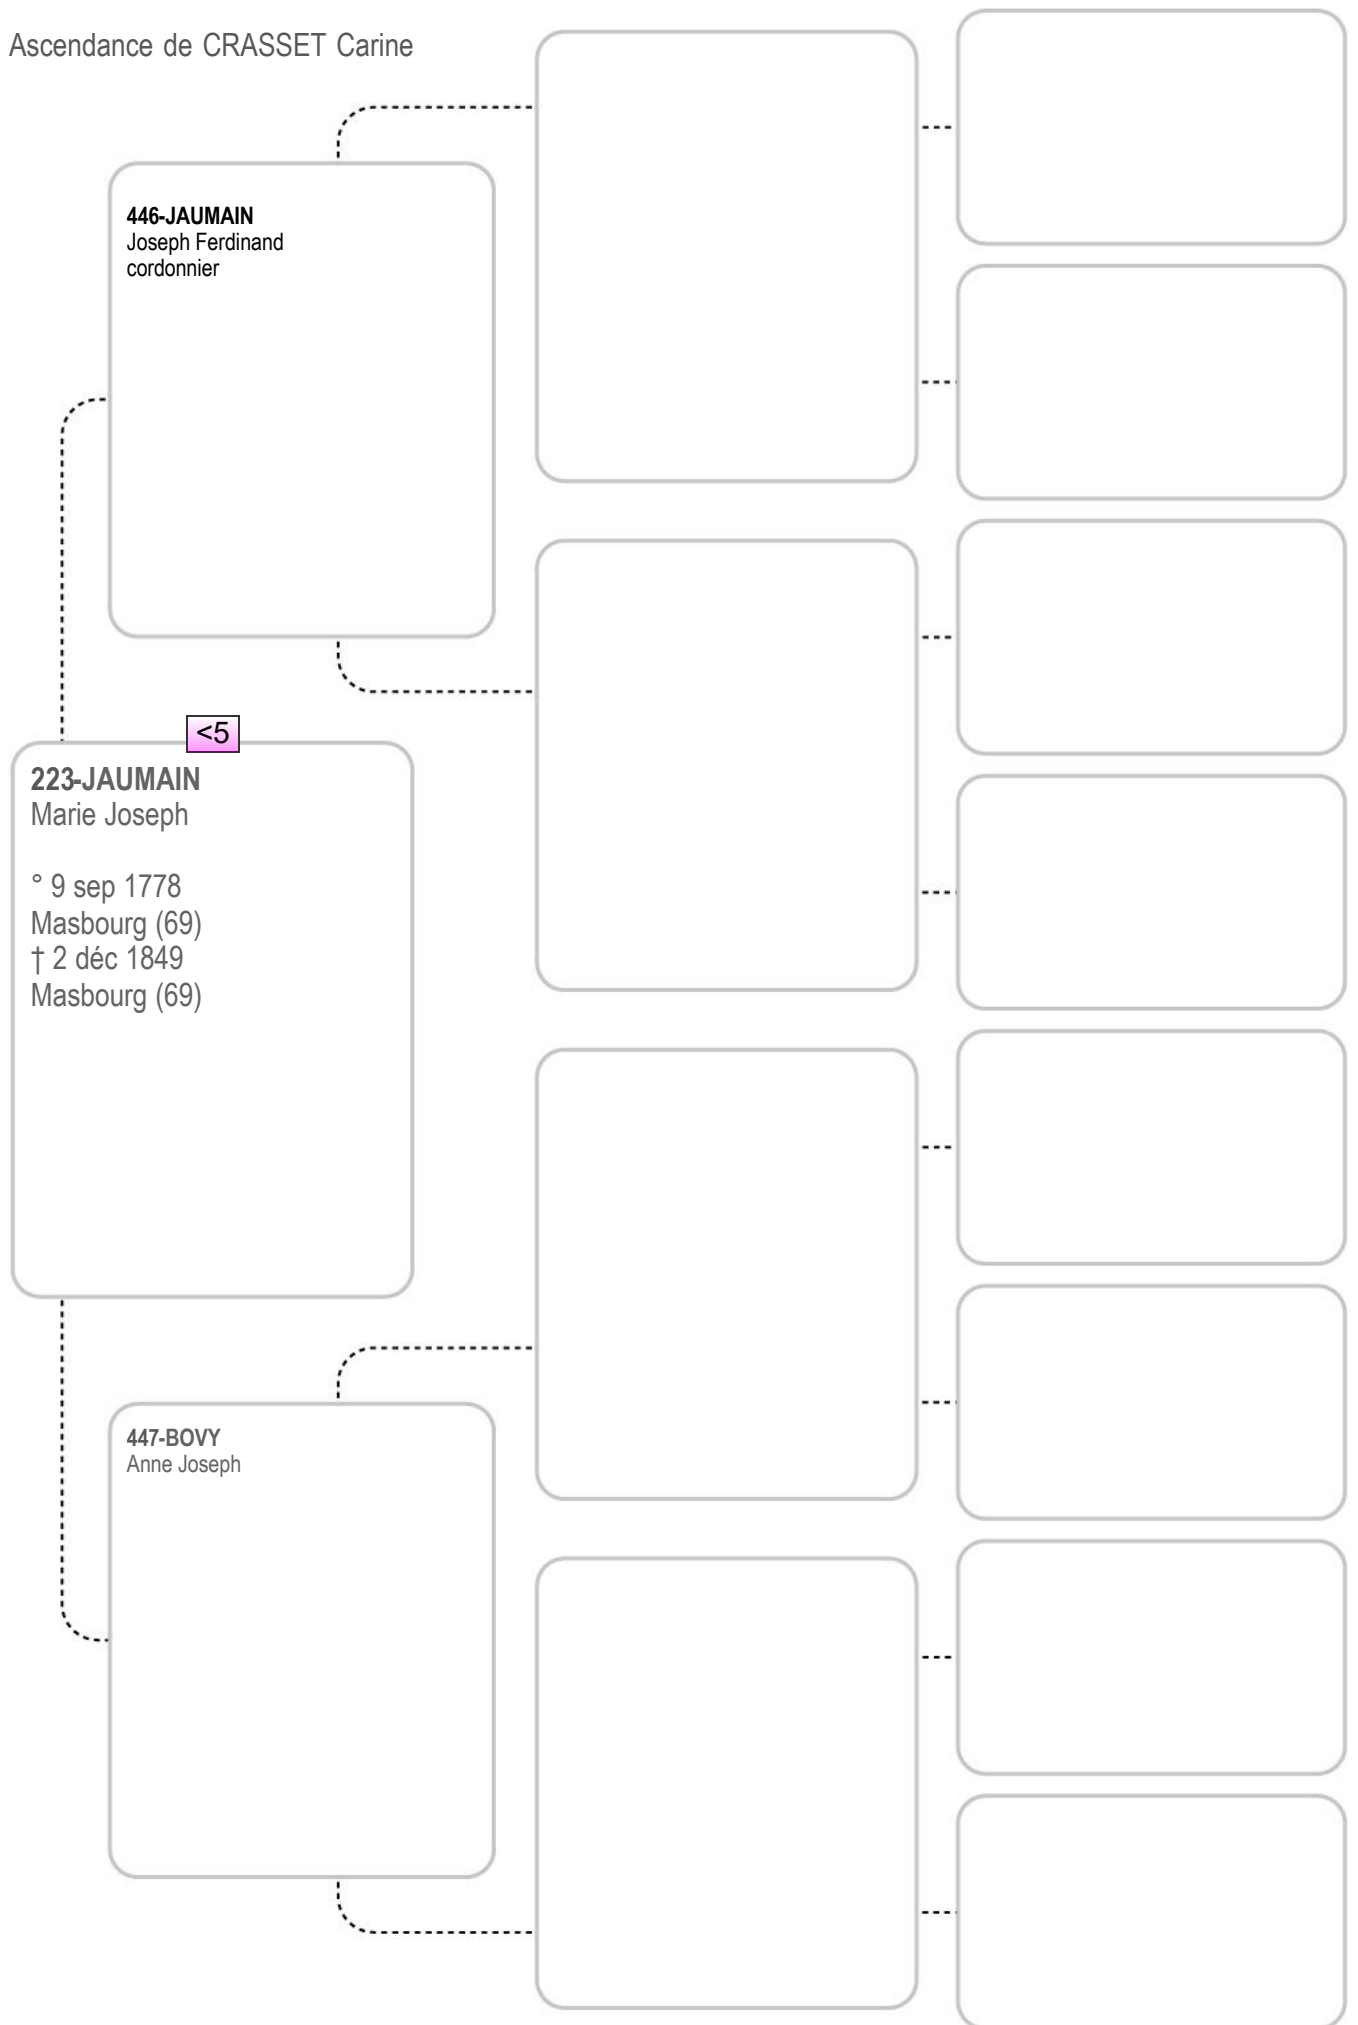 Ascendance de CRASSET Carine
446-JAUMAIN
Joseph Ferdinand
cordonnier
<5
223-JAUMAIN
Marie Joseph
° 9 sep 1778
Masbourg (69)
† 2 déc 1849
Masbourg (69)
447-BOVY
Anne Joseph